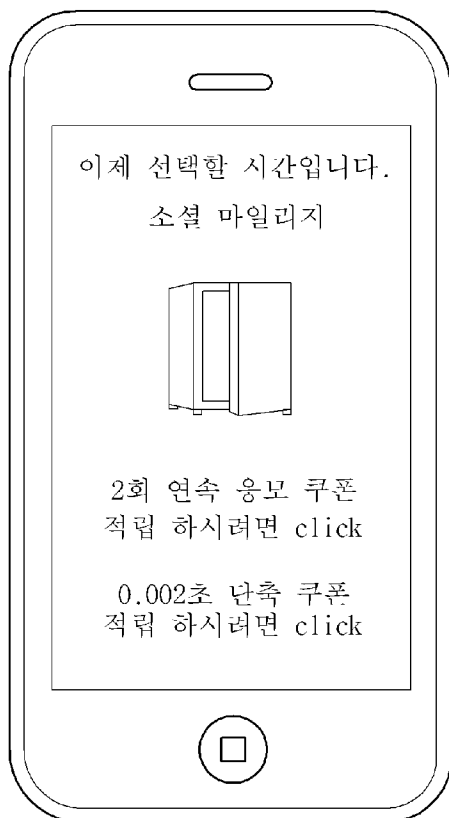 이제 선택할 시간입니다.
소셜 마일리지
2회 연속 응모 쿠폰
적립 하시려면 click
0.002초 단축 쿠폰
적립 하시려면 click